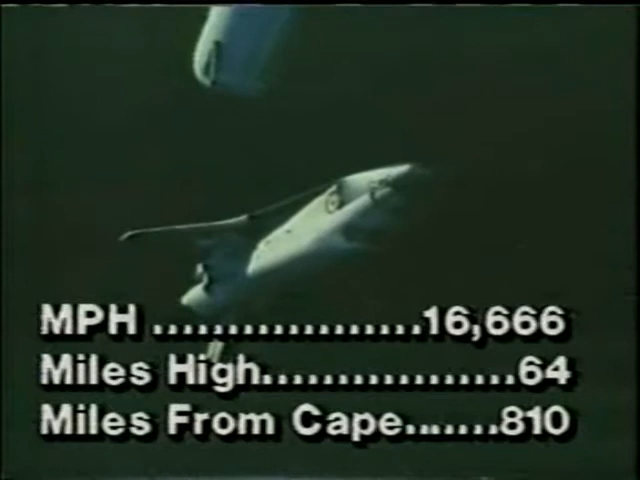 MPH ..................16,666
Miles High.................64
Miles From Cape.......810